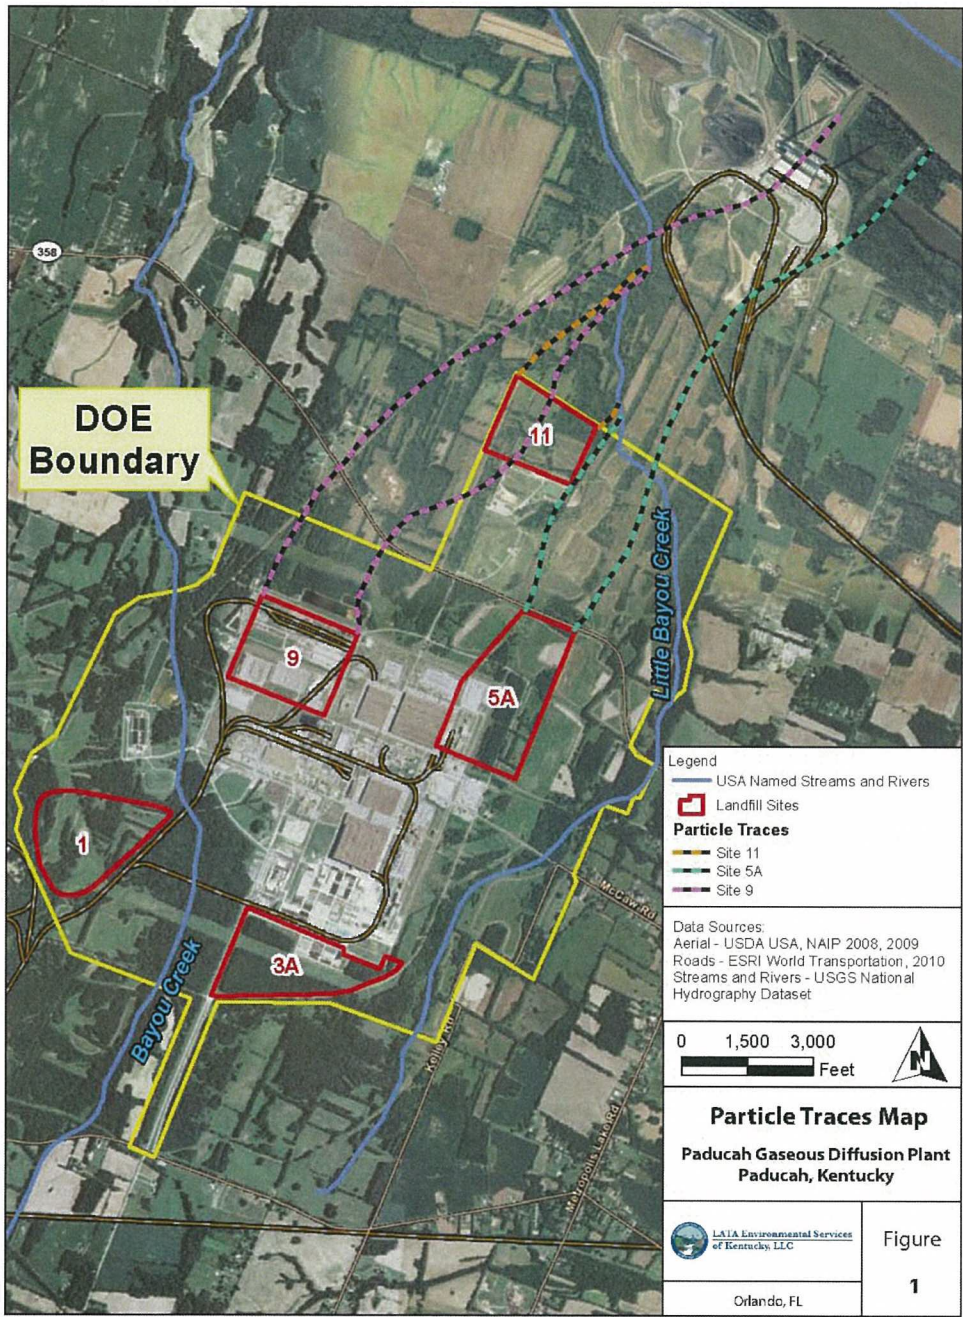 358
DOE
Boundary
11
9
5A
1
3A
Bayou Creek
Little Bayou Creek
McCaw Rd
Kelley Rd
Metropolis Lake Rd
Legend
USA Named Streams and Rivers
Landfill Sites
Particle Traces
Site 11
Site 5A
Site 9
Data Sources:
Aerial - USDA USA, NAIP 2008, 2009
Roads - ESRI World Transportation, 2010
Streams and Rivers - USGS National
Hydrography Dataset
0 1,500 3,000
Feet
N
Particle Traces Map
Paducah Gaseous Diffusion Plant
Paducah, Kentucky
LATA Environmental Services
of Kentucky, LLC
Orlando, FL
Figure
1